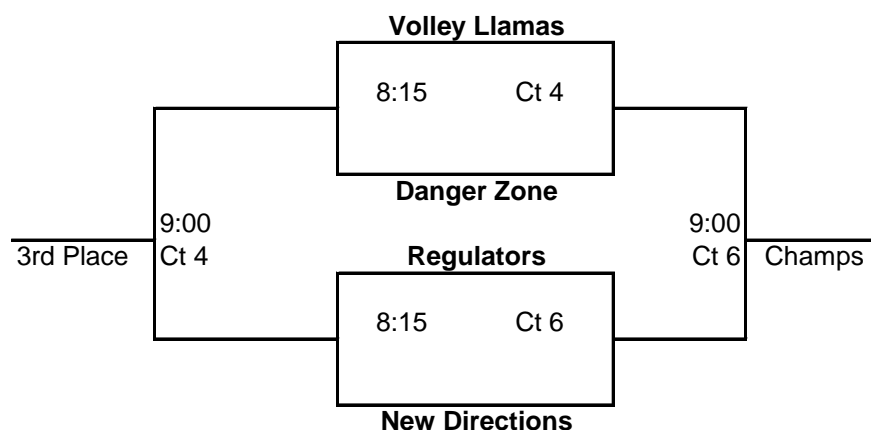 Volley Llamas
8:15 Ct 4
Danger Zone
9:00
Ct 4
3rd Place
9:00
Ct 6
Champs
Regulators
8:15 Ct 6
New Directions